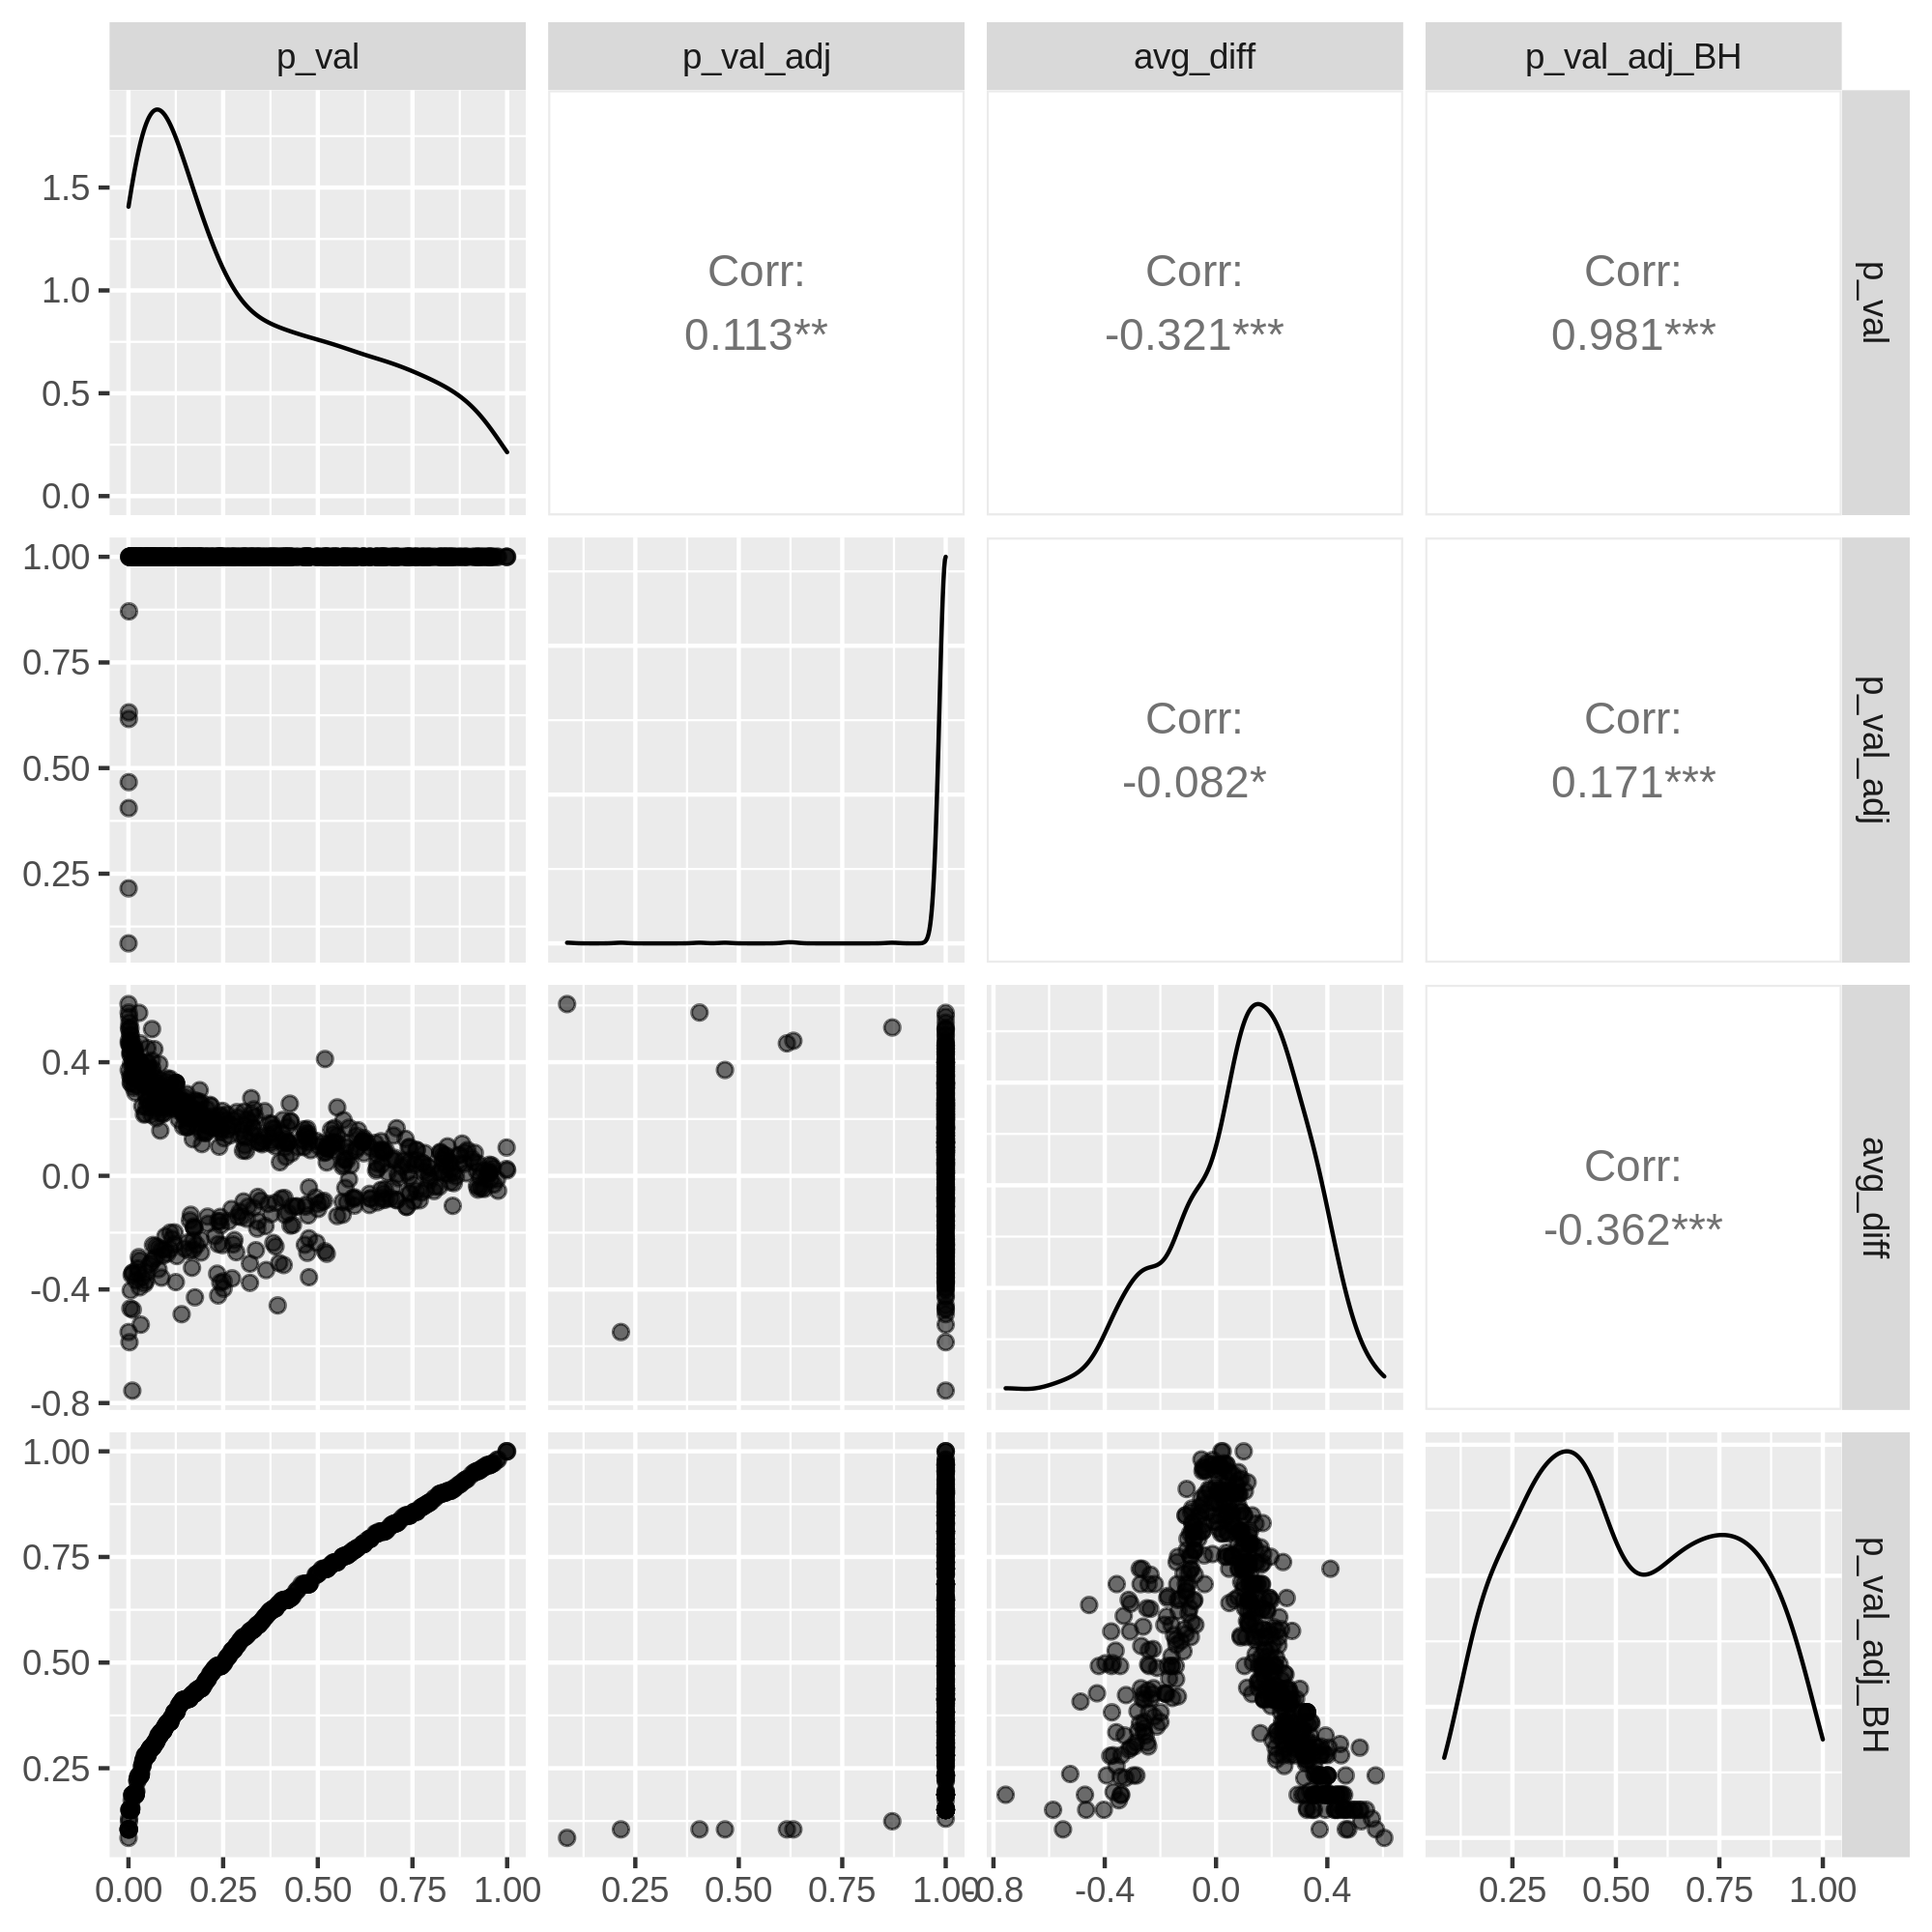 p_val
p_val_adj
avg_diff
p_val_adj_BH
1.5
1.0
0.5
0.0
Corr:
0.113**
Corr:
-0.321***
Corr:
0.981***
p_val
1.00
0.75
0.50
0.25
Corr:
-0.082*
Corr:
0.171***
p_val_adj
0.4
0.0
-0.4
-0.8
Corr:
-0.362***
avg_diff
1.00
0.75
0.50
0.25
p_val_adj_BH
0.00 0.25 0.50 0.75 1.00
0.25 0.50 0.75 1.00
-0.8 -0.4 0.0 0.4
0.25 0.50 0.75 1.00